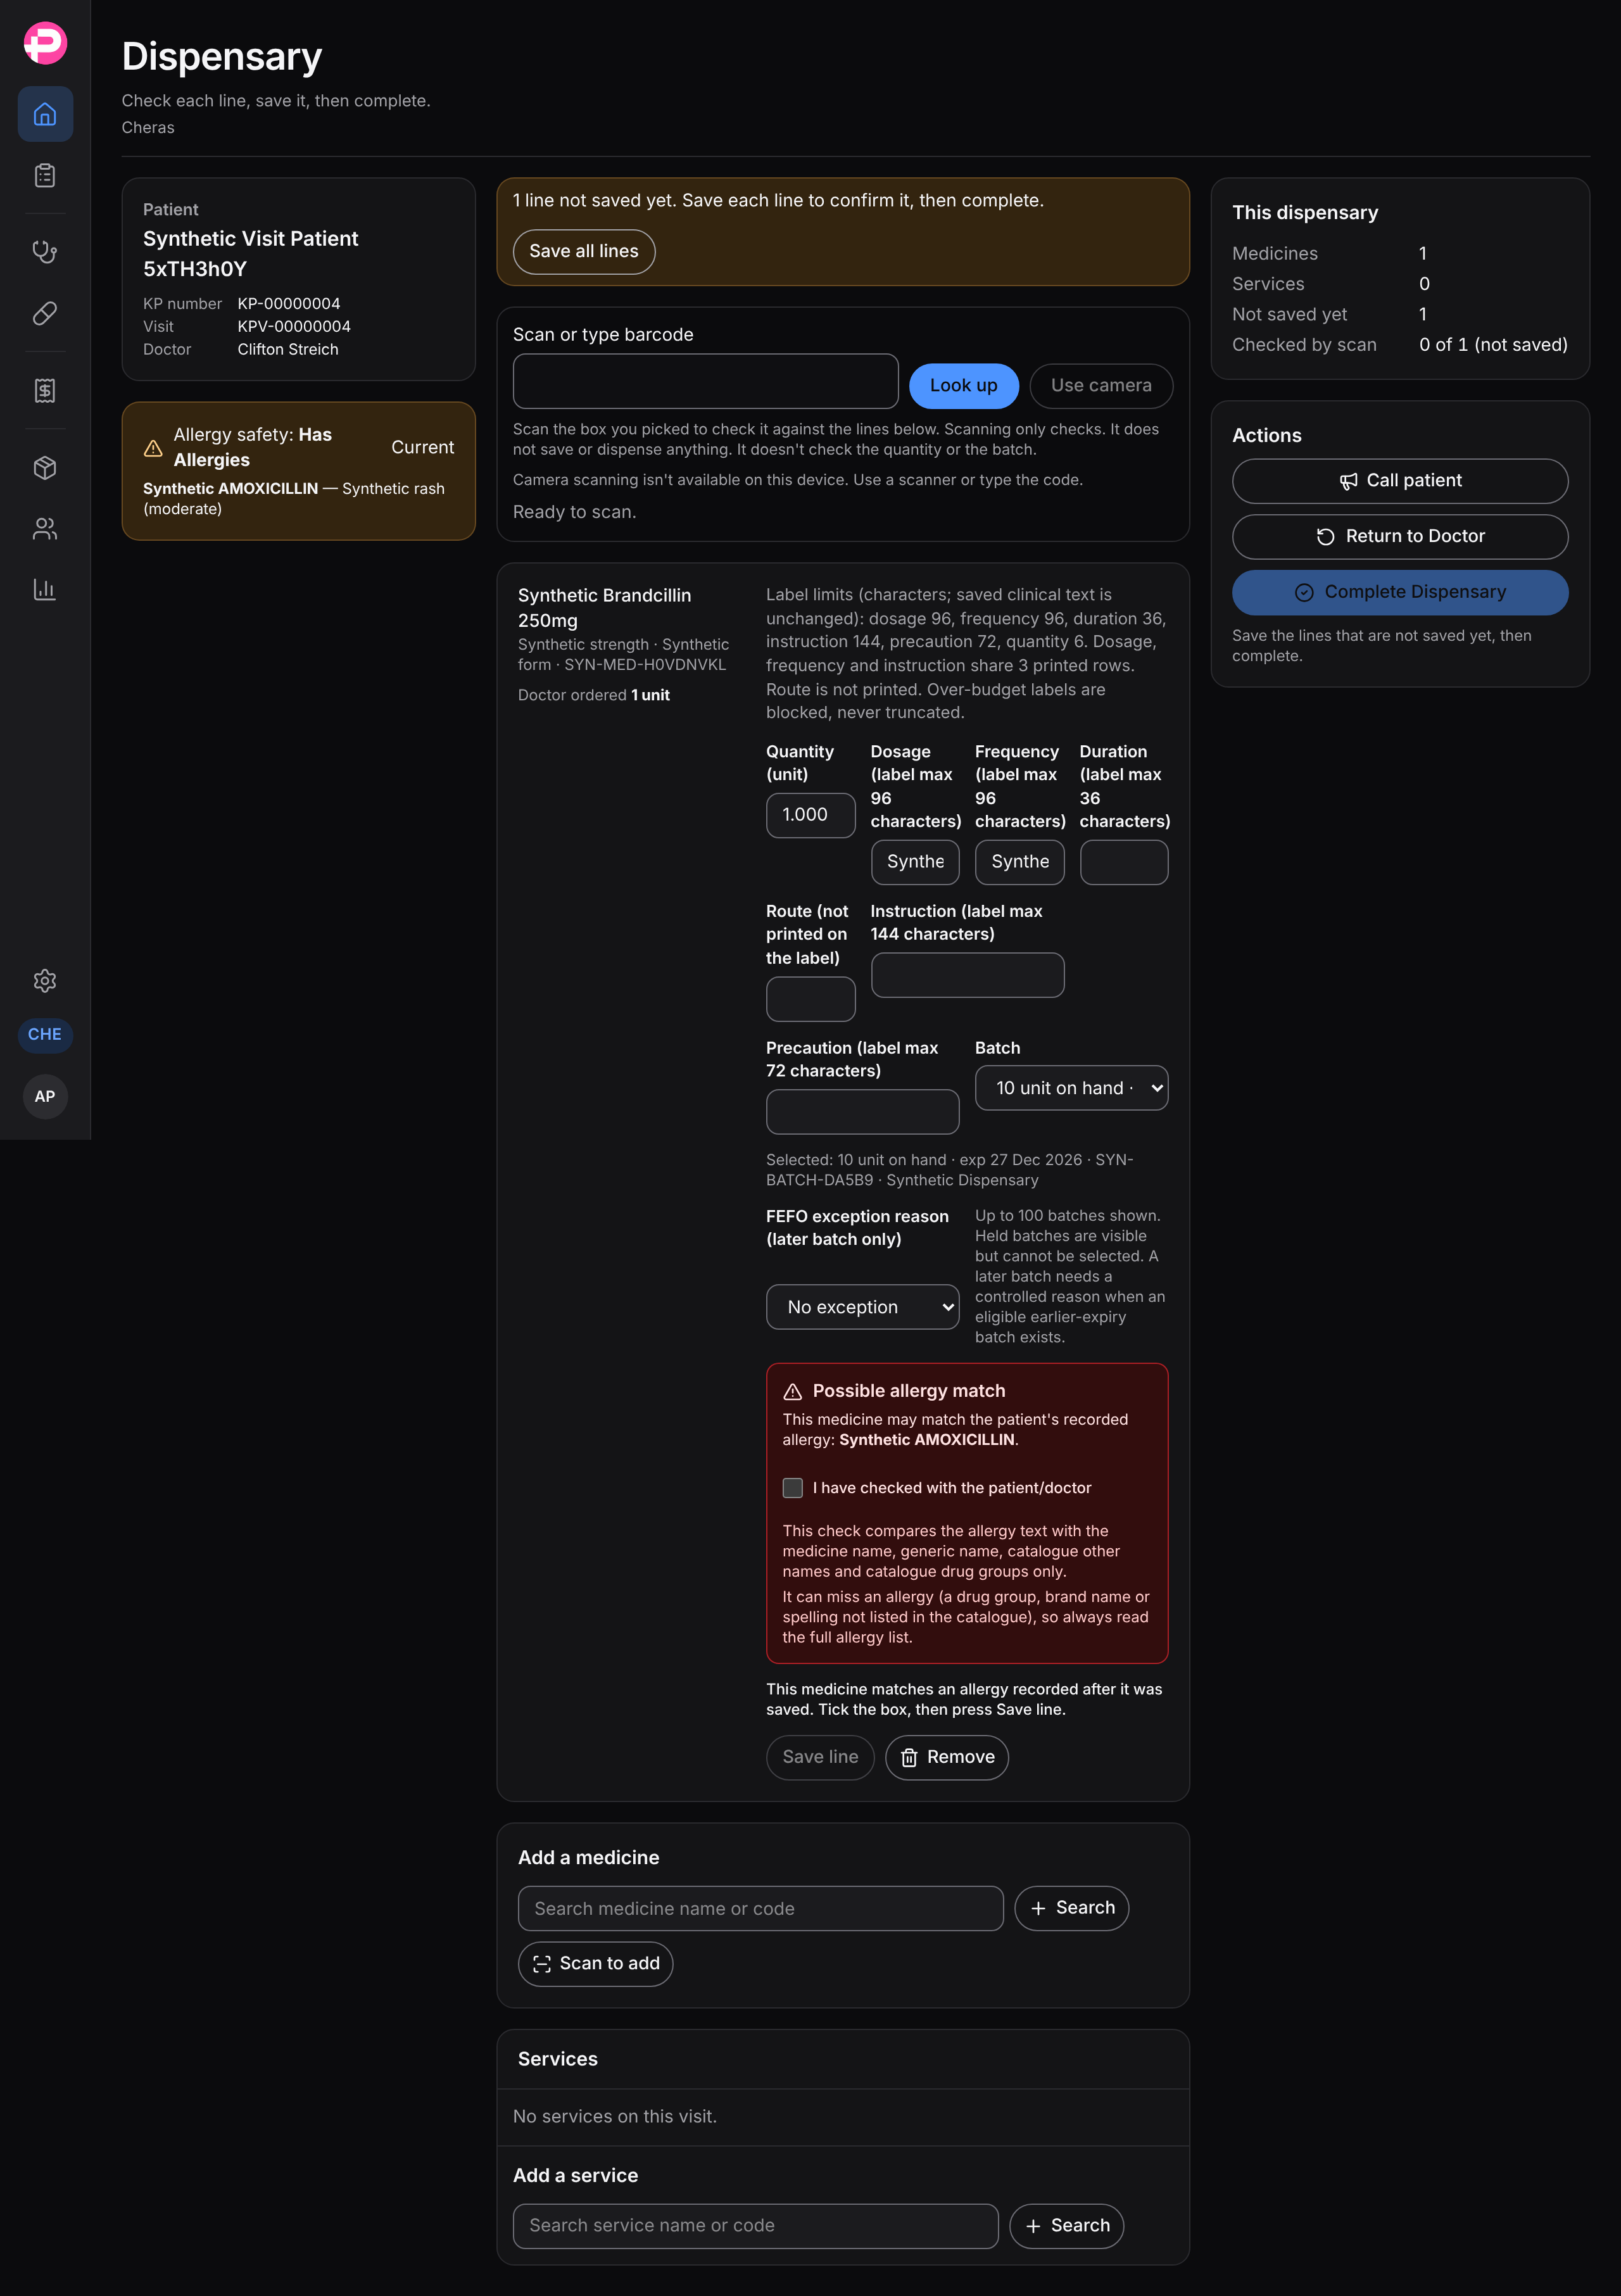 Dispensary
Check each line, save it, then complete.
Cheras
CHE
AP
Patient
Synthetic Visit Patient
5xTH3h0Y
KP number KP-00000004
Visit KPV-00000004
Doctor Clifton Streich
Allergy safety: Has
Allergies
Current
Synthetic AMOXICILLIN — Synthetic rash
(moderate)
1 line not saved yet. Save each line to confirm it, then complete.
Save all lines
Scan or type barcode
Look up
Use camera
Scan the box you picked to check it against the lines below. Scanning only checks. It does
not save or dispense anything. It doesn't check the quantity or the batch.
Camera scanning isn't available on this device. Use a scanner or type the code.
Ready to scan.
Synthetic Brandcillin
250mg
Synthetic strength · Synthetic
form · SYN-MED-H0VDNVKL
Doctor ordered 1 unit
Label limits (characters; saved clinical text is
unchanged): dosage 96, frequency 96, duration 36,
instruction 144, precaution 72, quantity 6. Dosage,
frequency and instruction share 3 printed rows.
Route is not printed. Over-budget labels are
blocked, never truncated.
Quantity
(unit)
1.000
Dosage
(label max
96
characters)
Synthe
Frequency
(label max
96
characters)
Synthe
Duration
(label max
36
characters)
Route (not
printed on
the label)
Instruction (label max
144 characters)
Precaution (label max
72 characters)
Batch
10 unit on hand ·
Selected: 10 unit on hand · exp 27 Dec 2026 · SYN-
BATCH-DA5B9 · Synthetic Dispensary
FEFO exception reason
(later batch only)
No exception
Up to 100 batches shown.
Held batches are visible
but cannot be selected. A
later batch needs a
controlled reason when an
eligible earlier-expiry
batch exists.
Possible allergy match
This medicine may match the patient's recorded
allergy: Synthetic AMOXICILLIN.
I have checked with the patient/doctor
This check compares the allergy text with the
medicine name, generic name, catalogue other
names and catalogue drug groups only.
It can miss an allergy (a drug group, brand name or
spelling not listed in the catalogue), so always read
the full allergy list.
This medicine matches an allergy recorded after it was
saved. Tick the box, then press Save line.
Save line
Remove
Add a medicine
Search medicine name or code
Search
Scan to add
Services
No services on this visit.
Add a service
Search service name or code
Search
This dispensary
Medicines 1
Services 0
Not saved yet 1
Checked by scan 0 of 1 (not saved)
Actions
Call patient
Return to Doctor
Complete Dispensary
Save the lines that are not saved yet, then
complete.